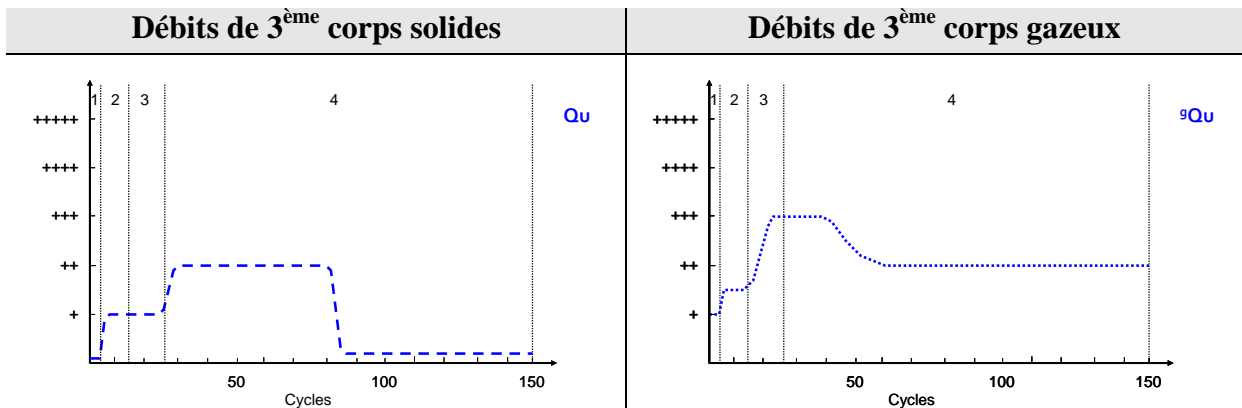 Débits de 3ème corps solides
1 2 3 4
+++++
++++
+++
++
+
Qu
50 100 150
Cycles
Débits de 3ème corps gazeux
1 2 3 4
+++++
++++
+++
++
+
gQu
50 100 150
Cycles